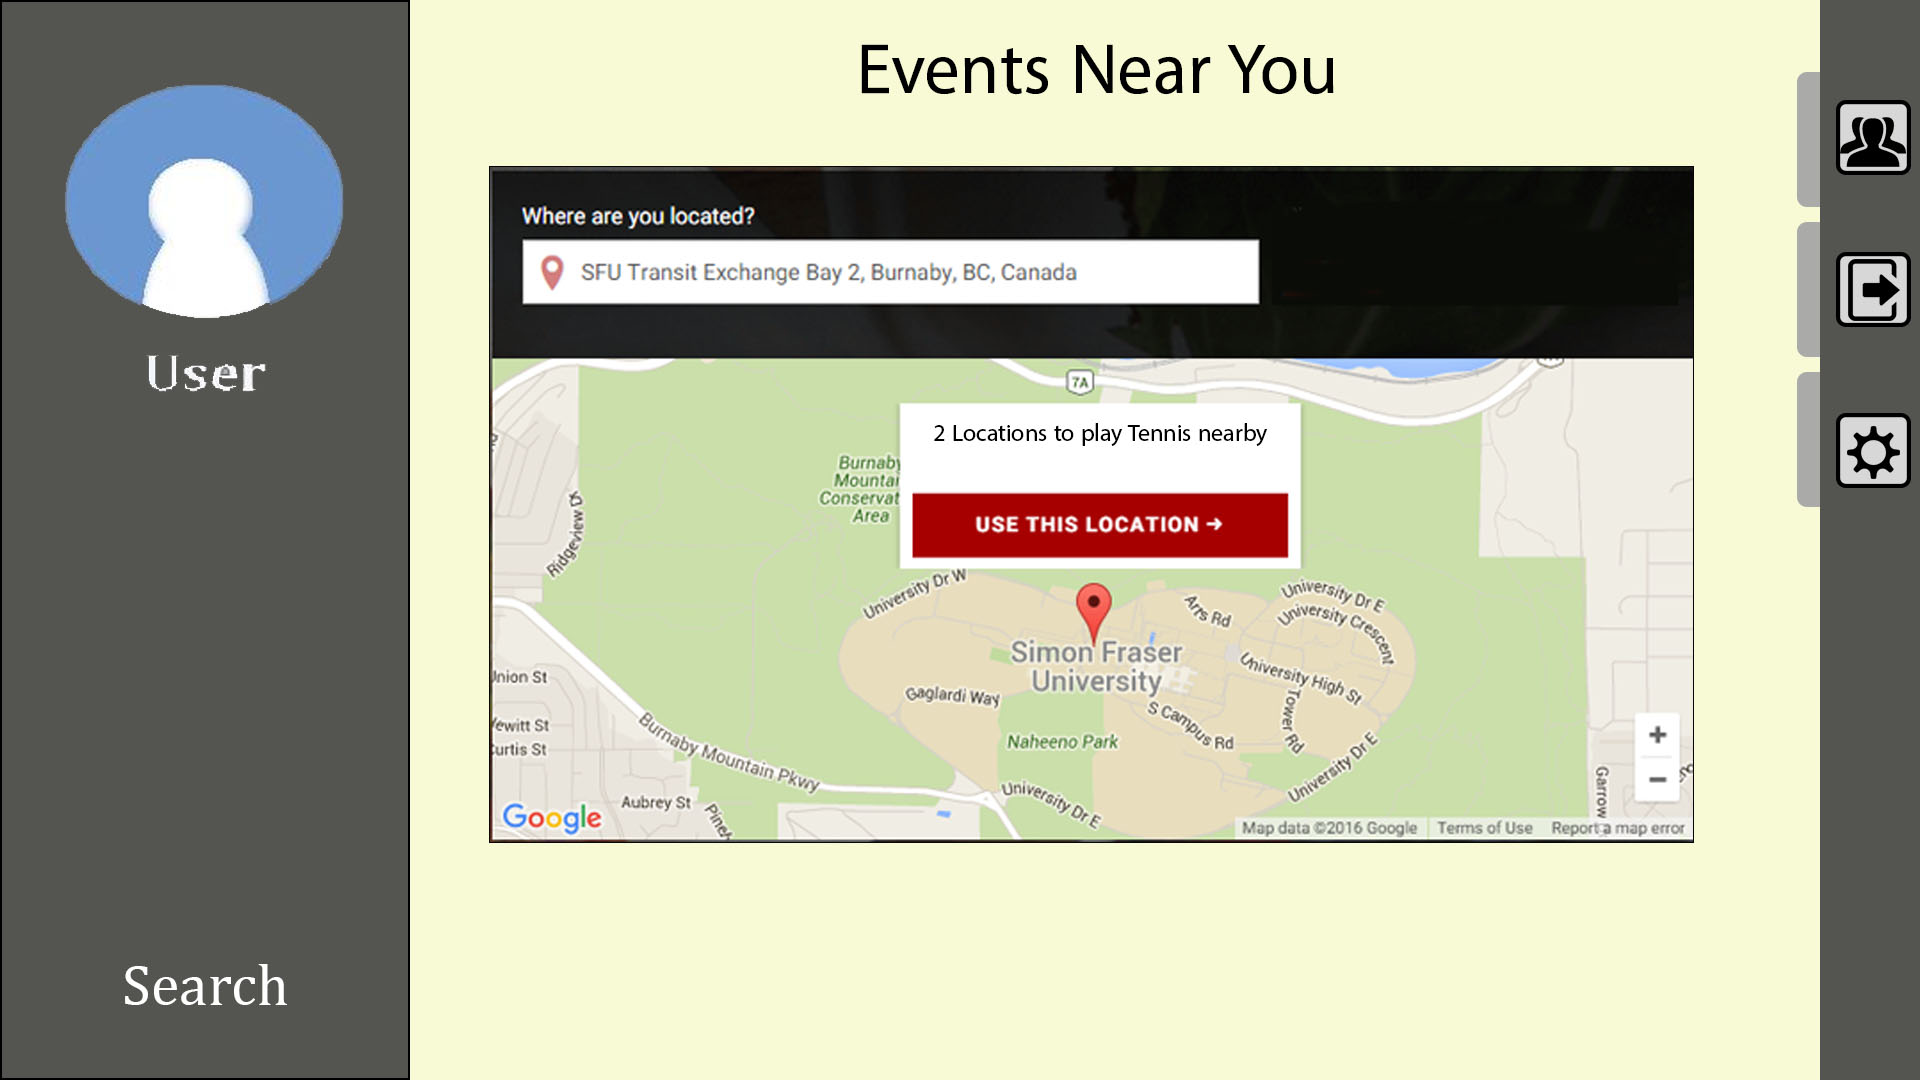 Events Near You
User
Search
Where are you located?
SFU Transit Exchange Bay 2, Burnaby, BC, Canada
7A
2 Locations to play Tennis nearby
USE THIS LOCATION →
Burnaby
Mountai
Conservat
Area
Ridgeview Dr
University Dr W
Arts Rd
University Dr E
University Crescent
Simon Fraser
University
University High St
Gaglardi Way
Tower Rd
S Campus Rd
Naheeno Park
University Dr E
Union St
Hewitt St
Curtis St
Burnaby Mountain Pkwy
Aubrey St
University Dr E
Garrow
+
−
Google
Map data ©2016 Google
Terms of Use
Report a map error